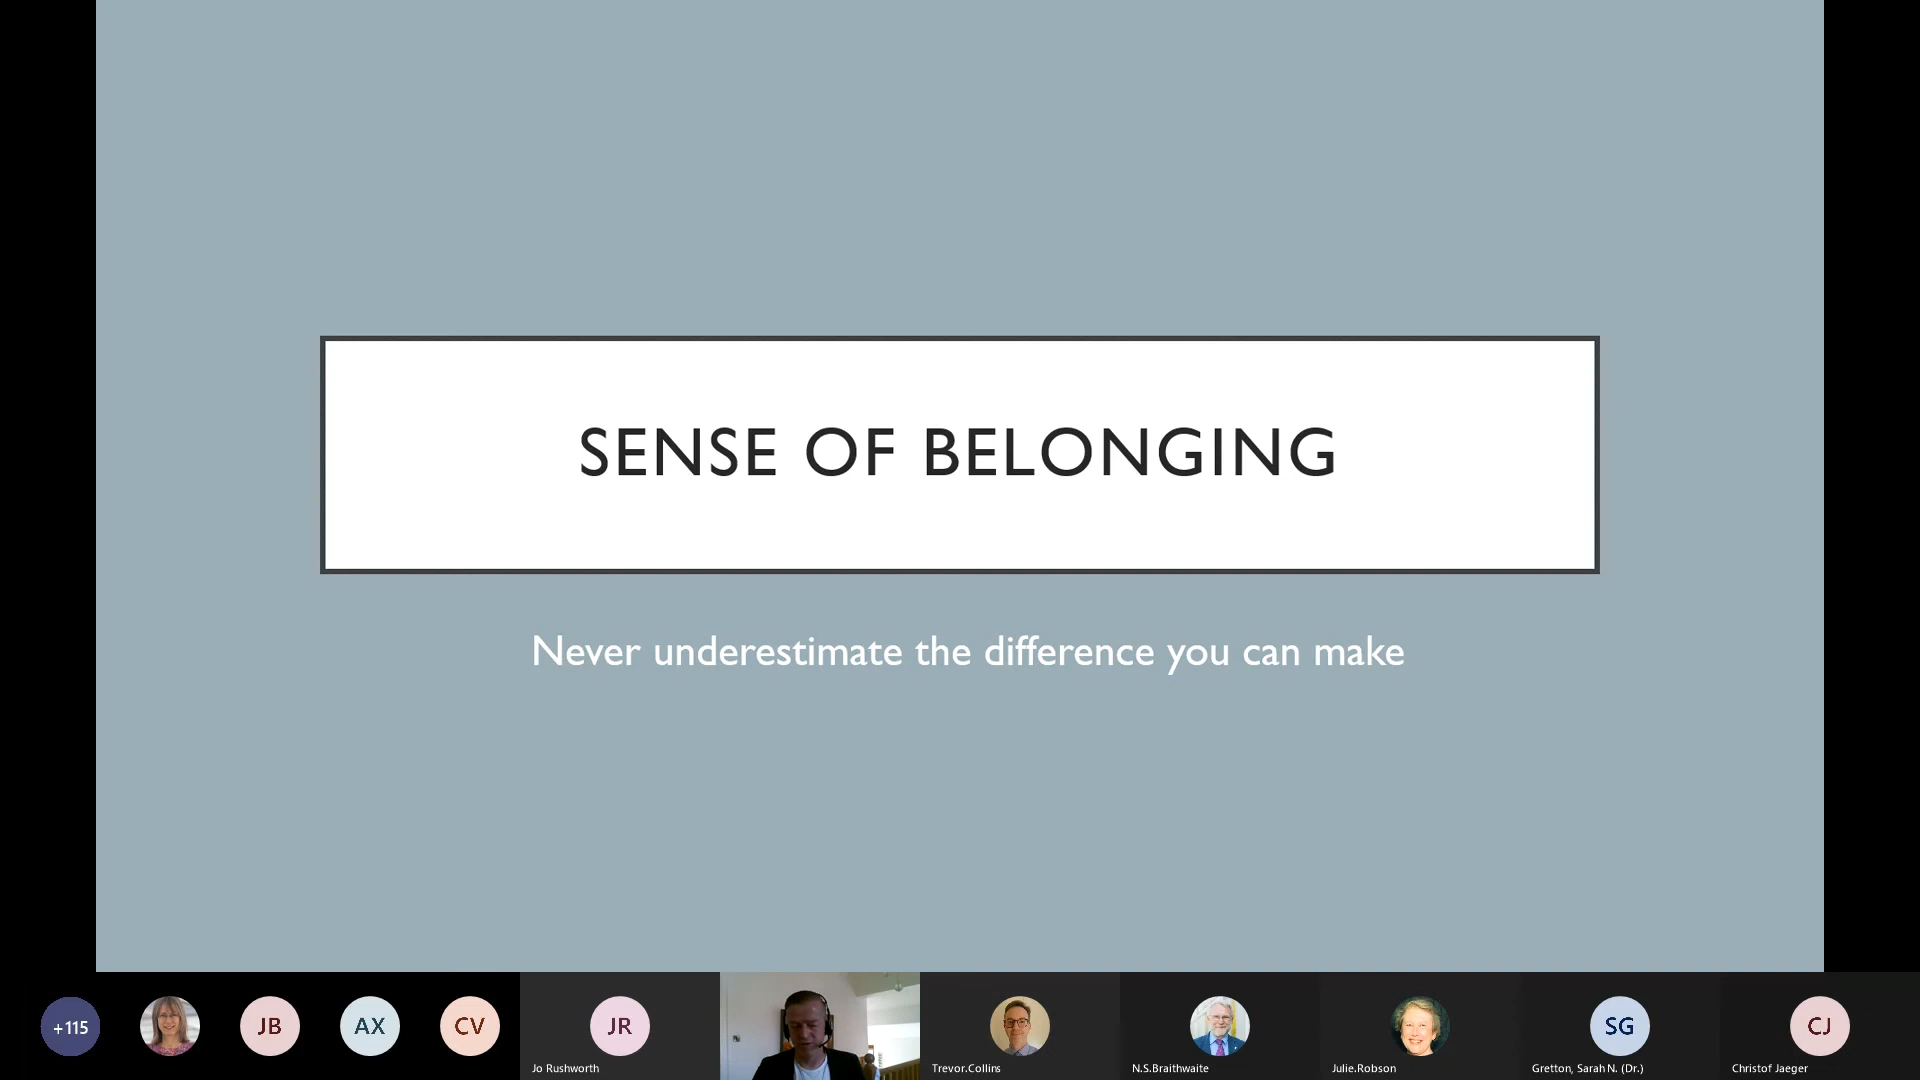 SENSE OF BELONGING
Never underestimate the difference you can make
+115
JB
AX
CV
JR
SG
CJ
Jo Rushworth
Trevor.Collins
N.S.Braithwaite
Julie.Robson
Gretton, Sarah N. (Dr.)
Christof Jaeger